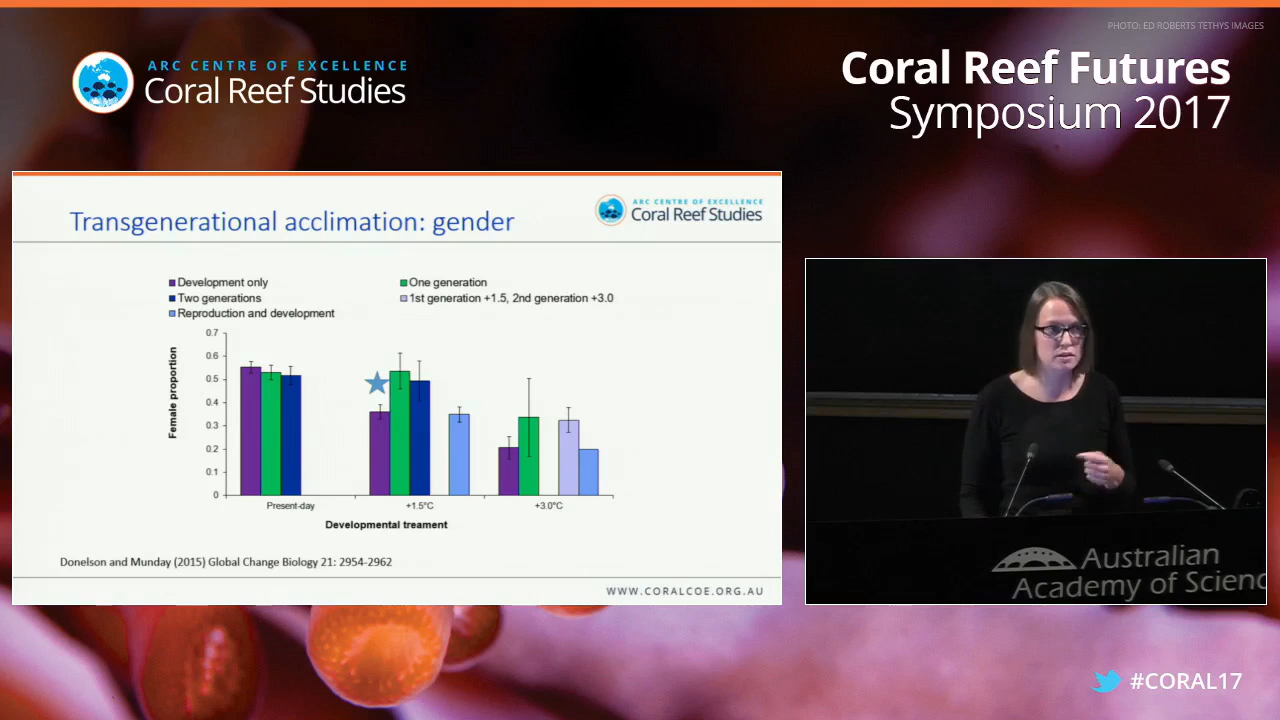 PHOTO: ED ROBERTS TETHYS IMAGES
ARC CENTRE OF EXCELLENCE
Coral Reef Studies
Coral Reef Futures
Symposium 2017
Transgenerational acclimation: gender
ARC CENTRE OF EXCELLENCE
Coral Reef Studies
Development only
One generation
Two generations
1st generation +1.5, 2nd generation +3.0
Reproduction and development
Female proportion
0.7
0.6
0.5
0.4
0.3
0.2
0.1
0
Present-day
+1.5°C
+3.0°C
Developmental treament
Donelson and Munday (2015) Global Change Biology 21: 2954-2962
WWW.CORALCOE.ORG.AU
Australian
Academy of Scienc
#CORAL17